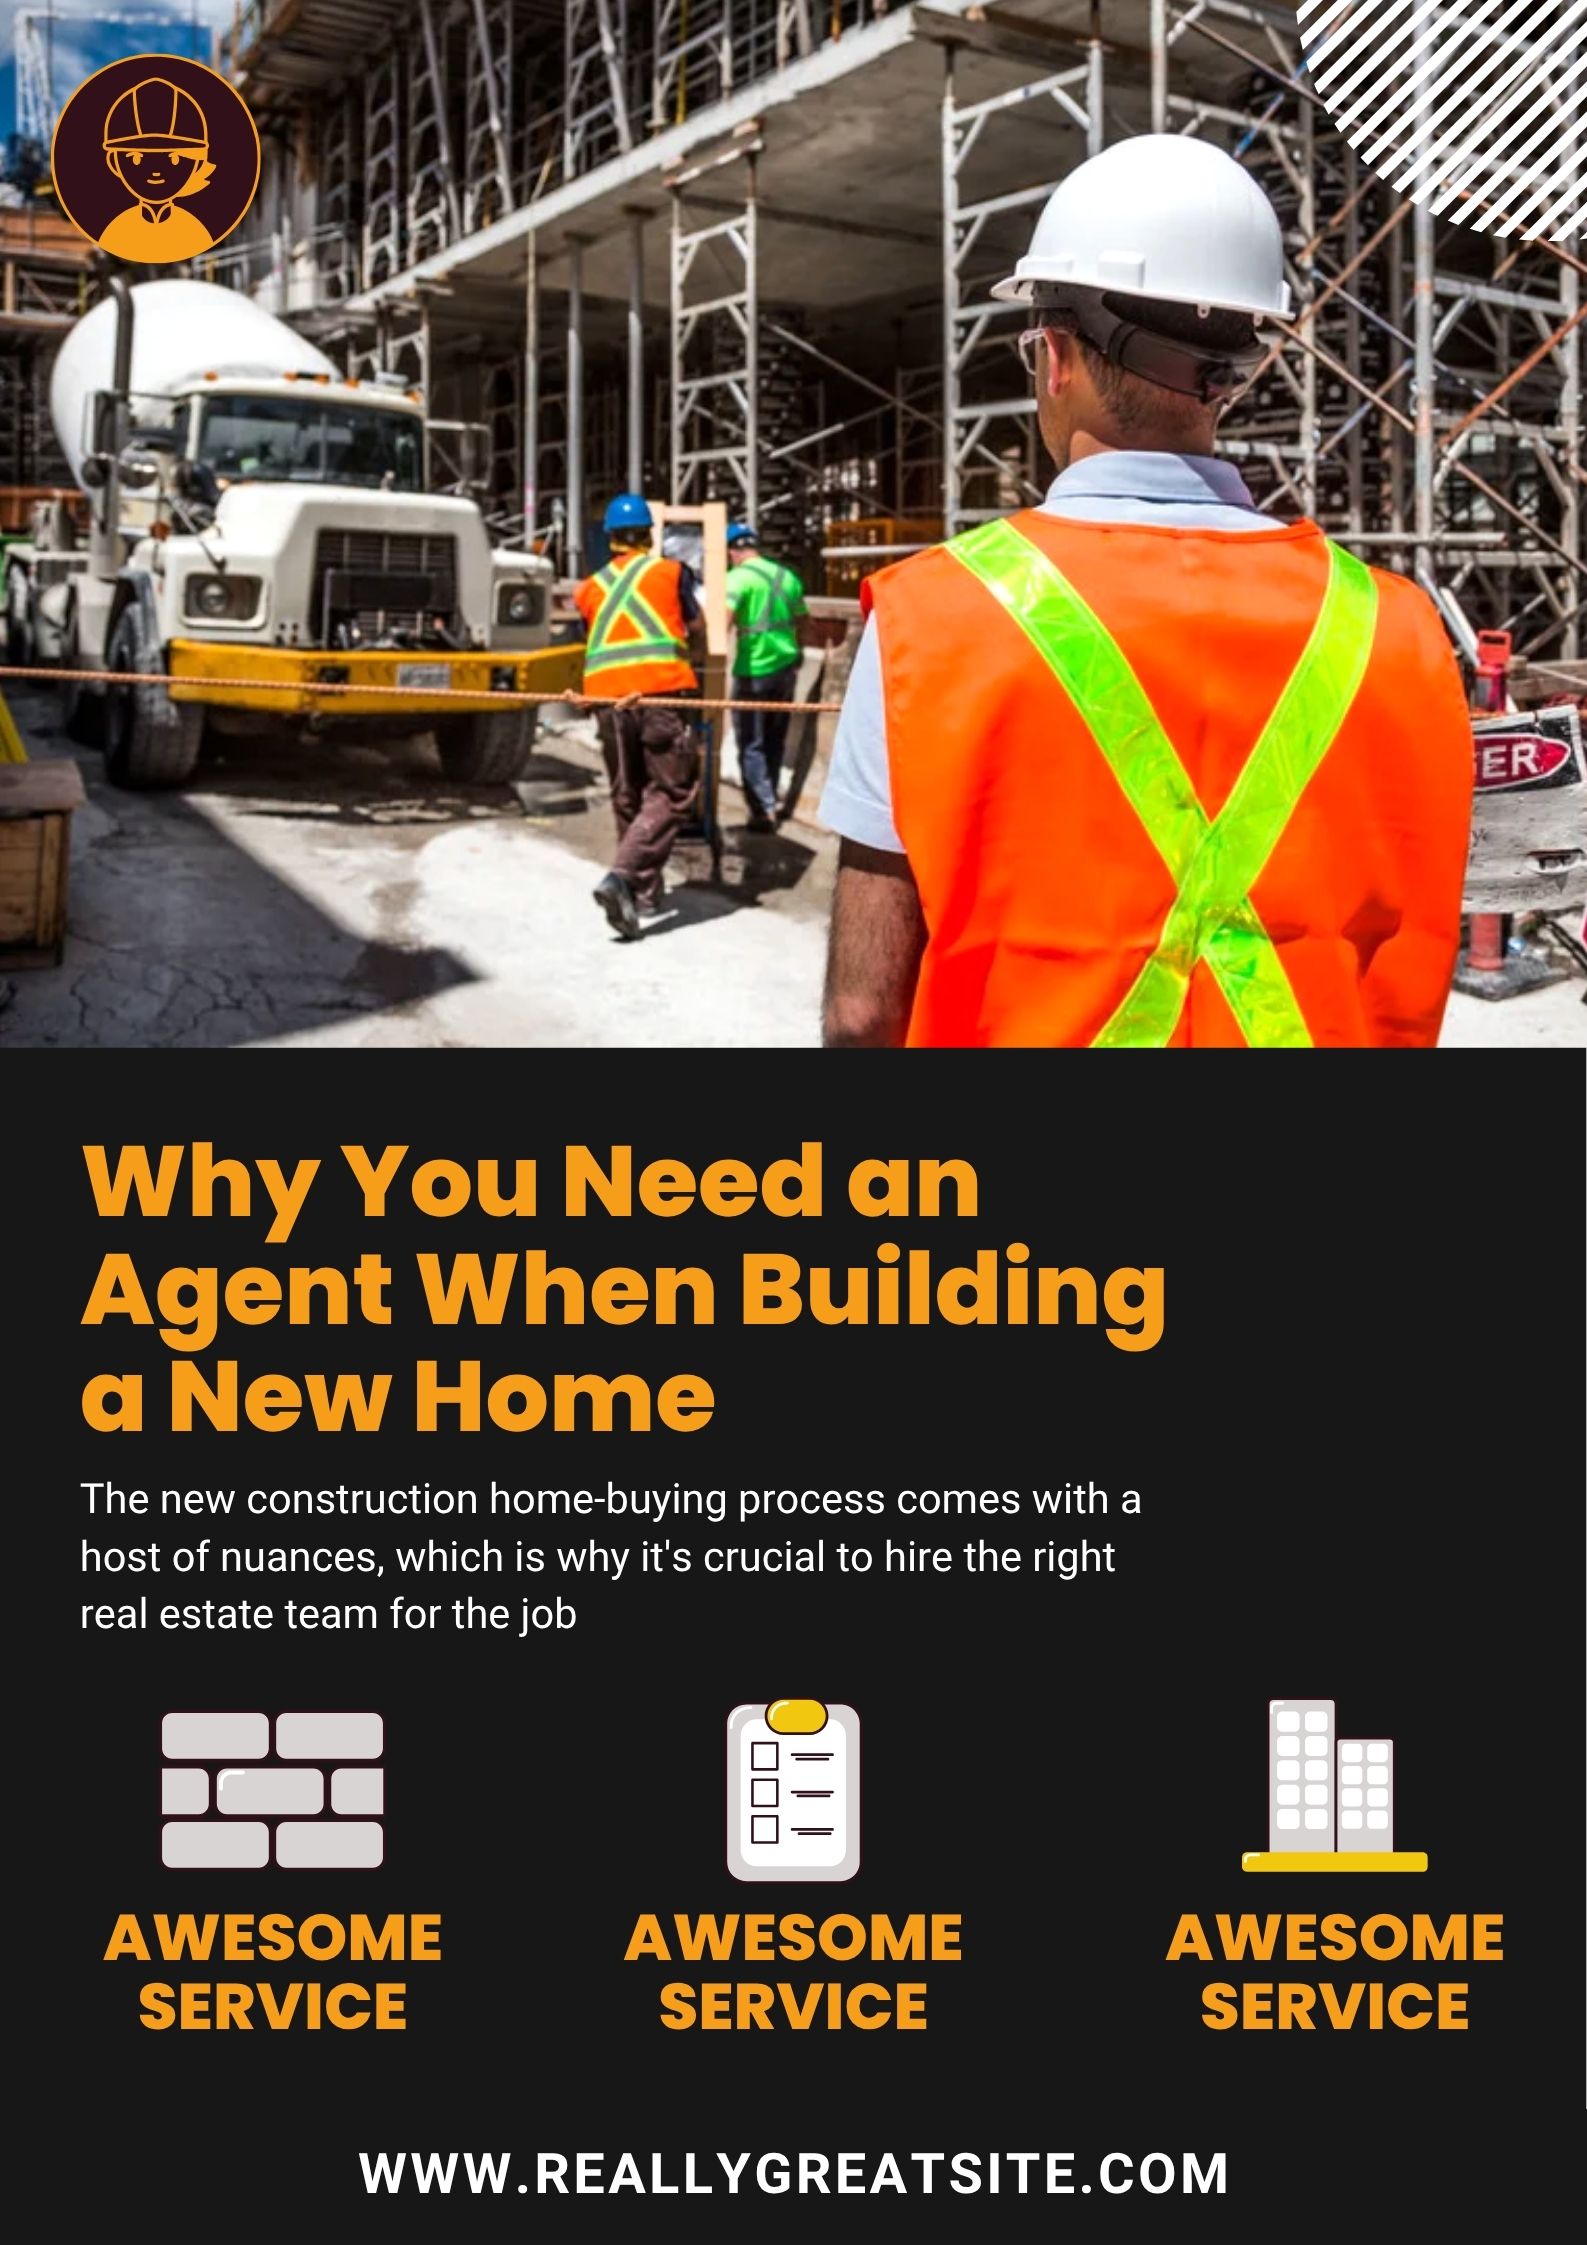 ER
Why You Need an
Agent When Building
a New Home
The new construction home-buying process comes with a
host of nuances, which is why it's crucial to hire the right
real estate team for the job
AWESOME
SERVICE
AWESOME
SERVICE
AWESOME
SERVICE
WWW.REALLYGREATSITE.COM